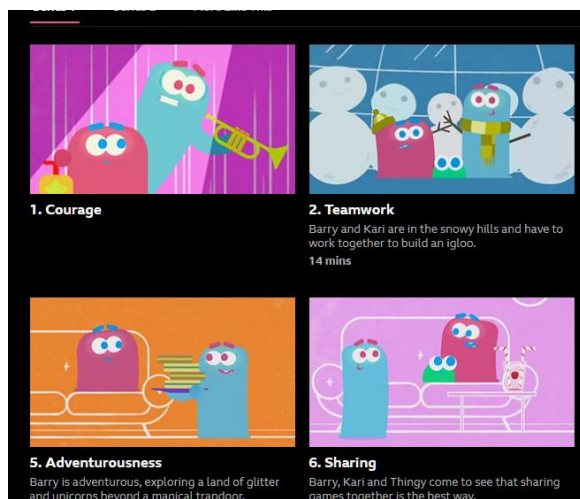 1. Courage
2. Teamwork
Barry and Kari are in the snowy hills and have to
work together to build an igloo.
14 mins
5. Adventurousness
Barry is adventurous, exploring a land of glitter
and unicorns beyond a magical trapdoor.
6. Sharing
Barry, Kari and Thingy come to see that sharing
games together is the best way.